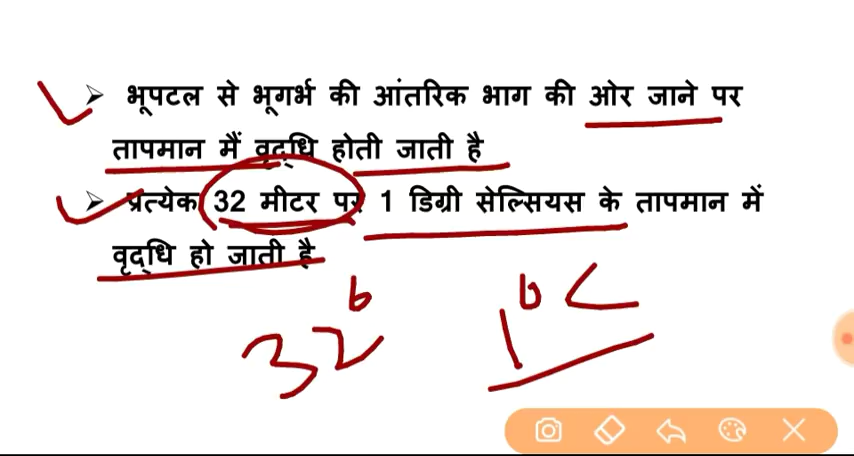 ➢ भूपटल से भूगर्भ की आंतरिक भाग की ओर जाने पर
तापमान मैं वृद्धि होती जाती है
➢ प्रत्येक 32 मीटर पर 1 डिग्री सेल्सियस के तापमान में
वृद्धि हो जाती है
32° 1°C